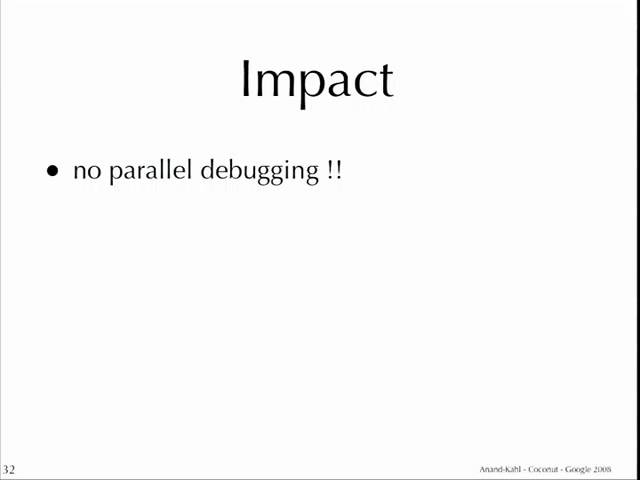 Impact
• no parallel debugging !!
32
Anand-Kahl - Coconut - Google 2008